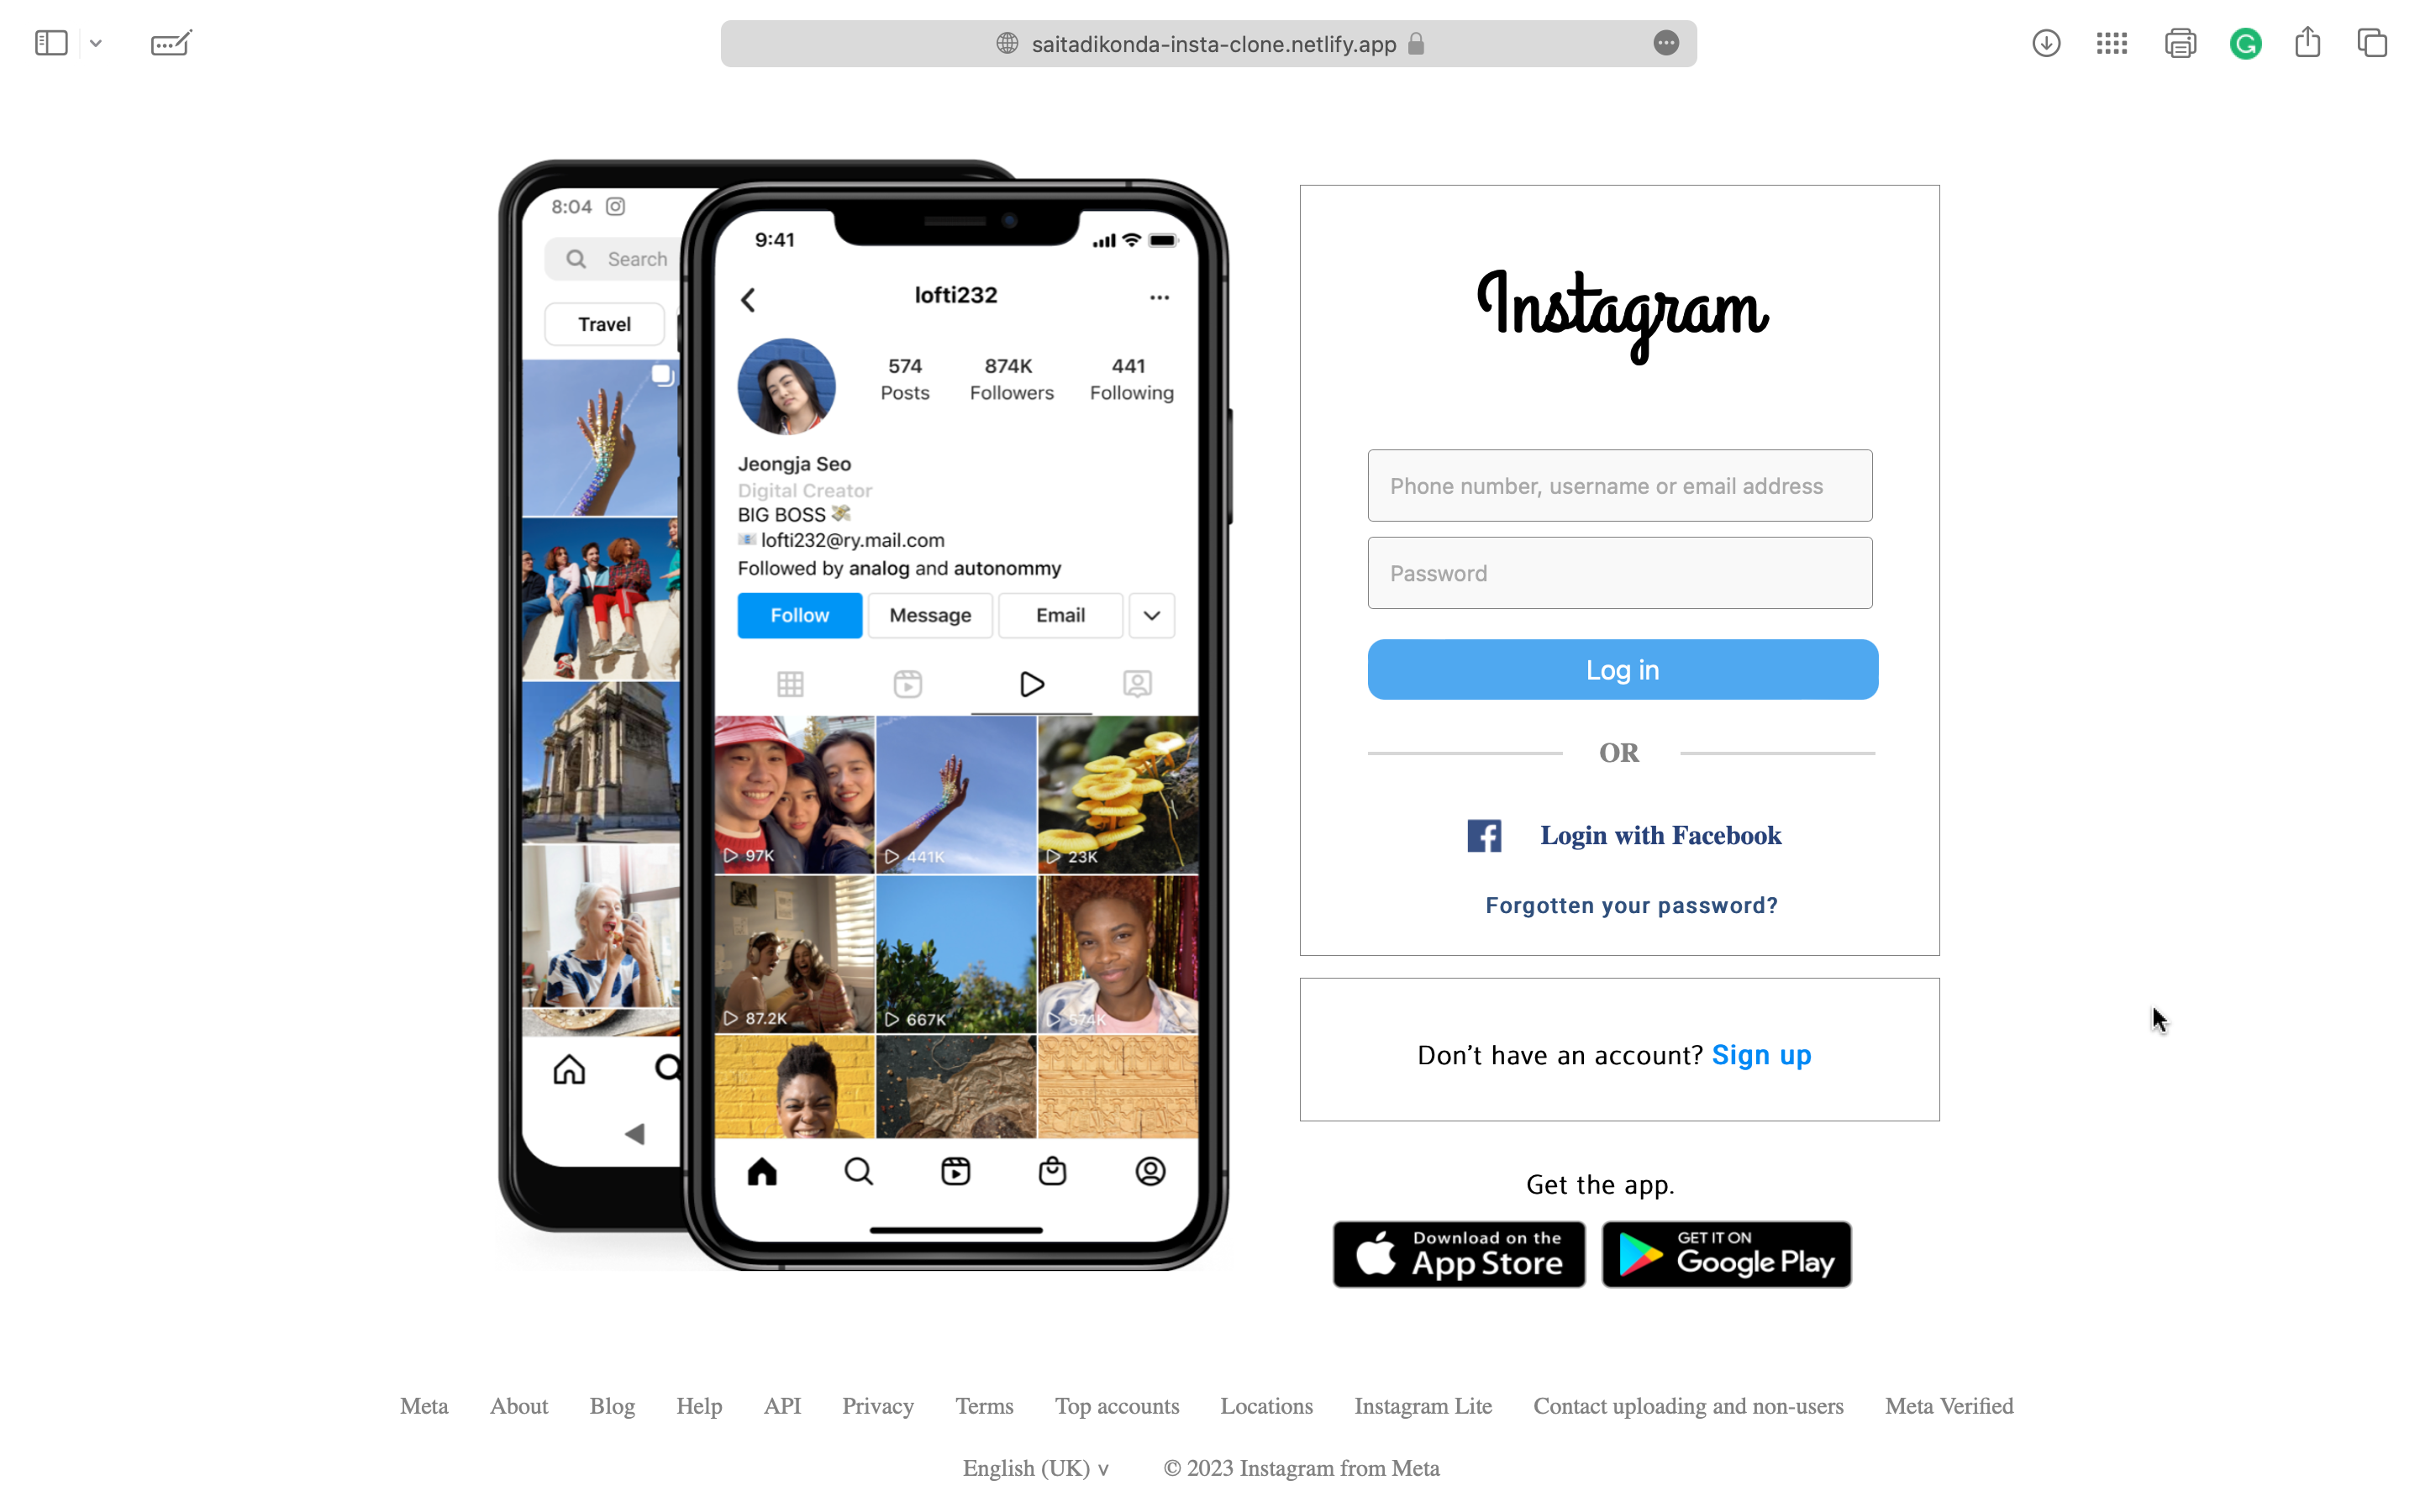 saitadikonda-insta-clone.netlify.app
8:04
Search
Travel
9:41
lofti232
574 874K 441
Posts Followers Following
Jeongja Seo
Digital Creator
BIG BOSS 💸
📧 lofti232@ry.mail.com
Followed by analog and autonommy
Follow Message Email
97K 441K 23K
87.2K 667K 574K
Instagram
Phone number, username or email address
Password
Log in
OR
Login with Facebook
Forgotten your password?
Don’t have an account? Sign up
Get the app.
Download on the
App Store
GET IT ON
Google Play
Meta About Blog Help API Privacy Terms Top accounts Locations Instagram Lite Contact uploading and non-users Meta Verified
English (UK) v © 2023 Instagram from Meta